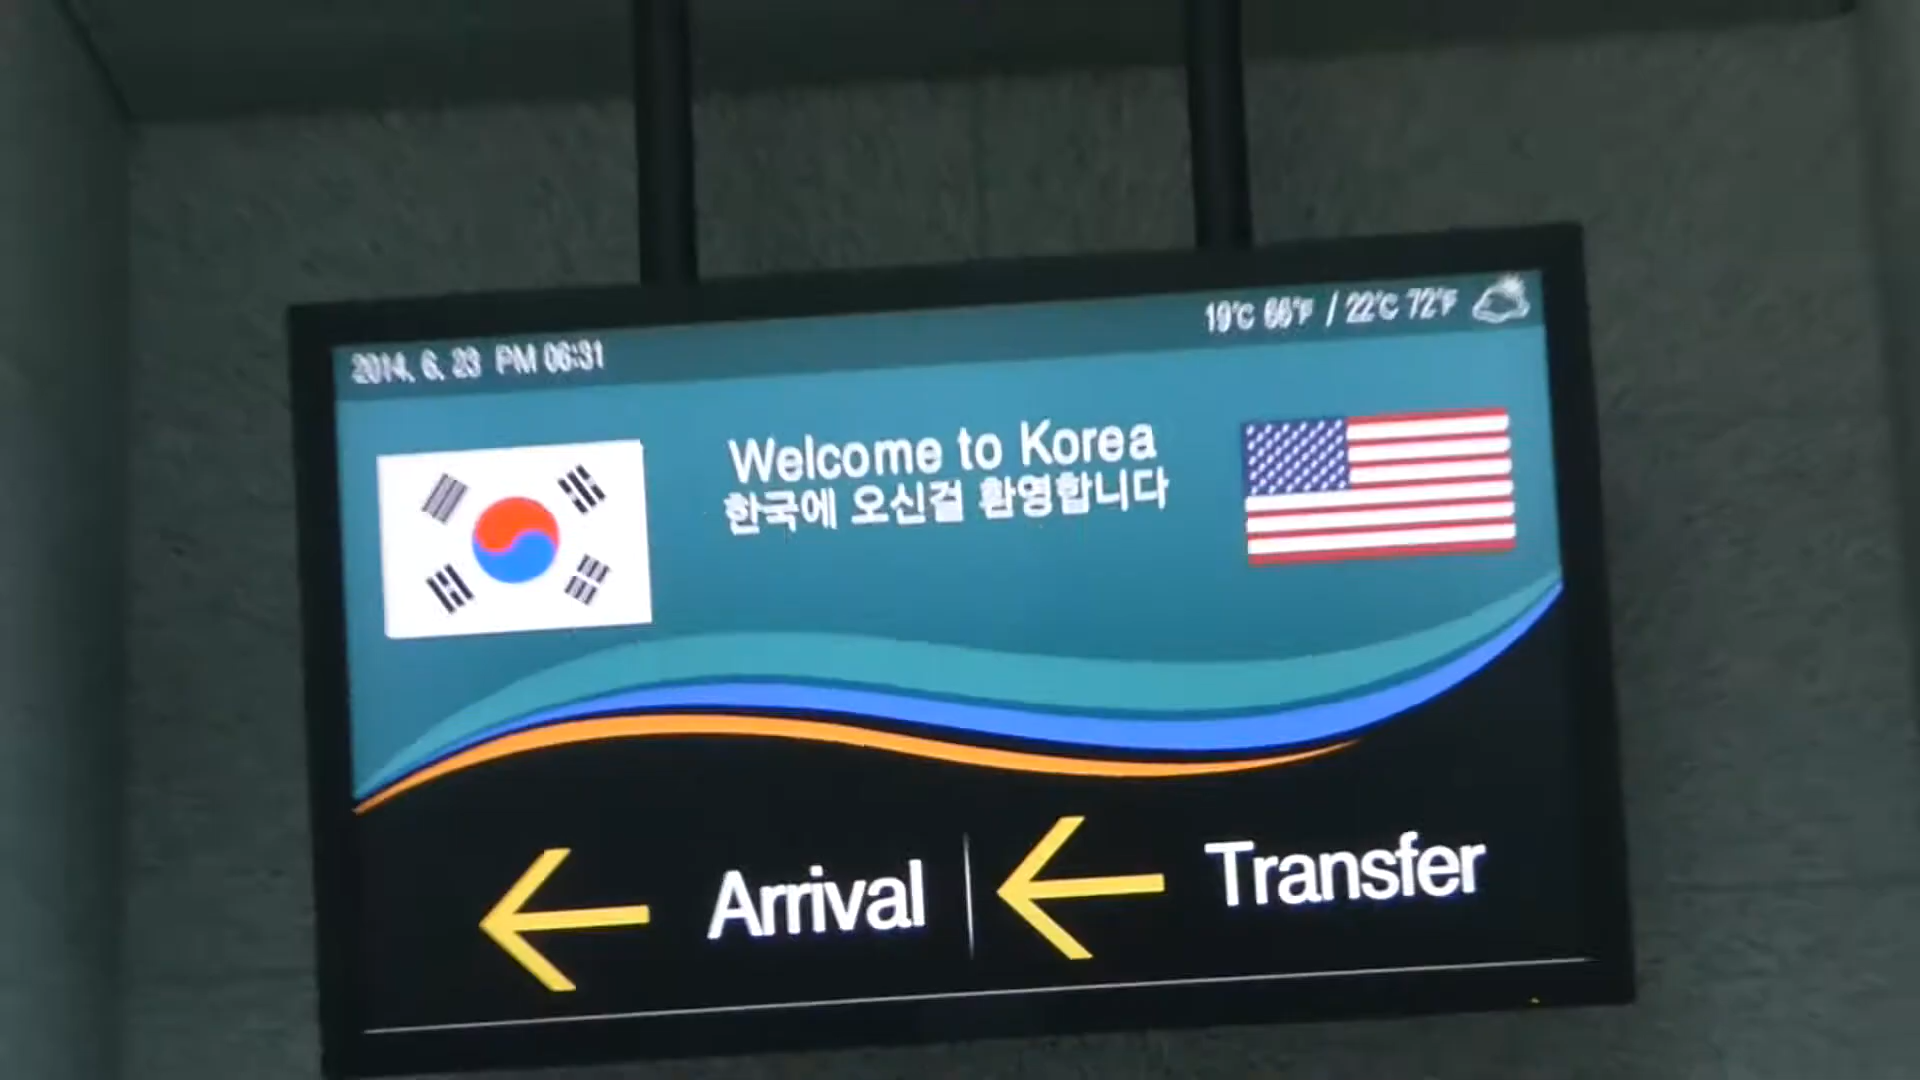 2014. 6. 23 PM 06:31
19°C 66°F / 22°C 72°F
Welcome to Korea
한국에 오신걸 환영합니다
Arrival
Transfer